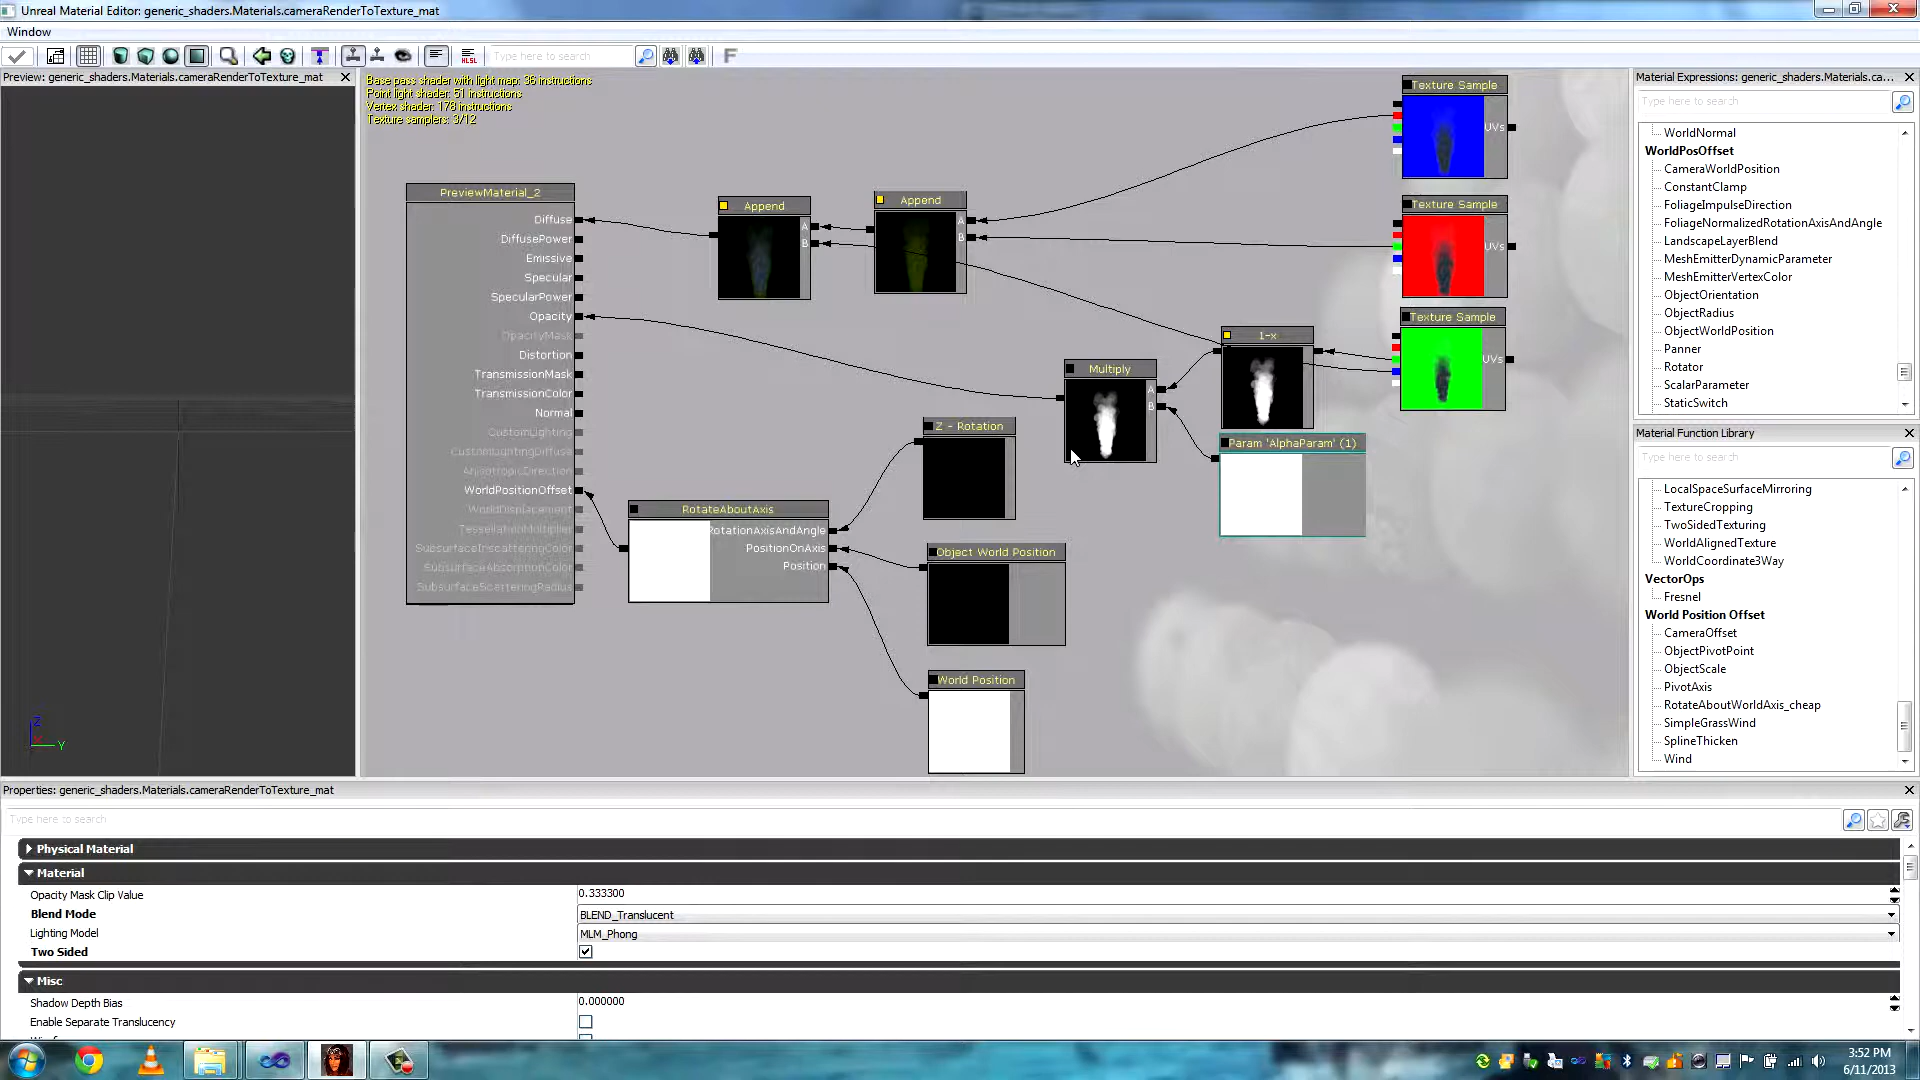 Unreal Material Editor: generic_shaders.Materials.cameraRenderToTexture_mat
Window
HLSL
Type here to search
F
Preview: generic_shaders.Materials.cameraRenderToTexture_mat
Z
X
Y
Base pass shader with light map: 36 instructions
Point light shader: 51 instructions
Vertex shader: 178 instructions
Texture samplers: 3/12
PreviewMaterial_2
Diffuse
DiffusePower
Emissive
Specular
SpecularPower
Opacity
OpacityMask
Distortion
TransmissionMask
TransmissionColor
Normal
CustomLighting
CustomLightingDiffuse
AnisotropicDirection
WorldPositionOffset
WorldDisplacement
TessellationMultiplier
SubsurfaceInscatteringColor
SubsurfaceAbsorptionColor
SubsurfaceScatteringRadius
Append
A
B
Append
A
B
Texture Sample
UVs
Texture Sample
UVs
Texture Sample
UVs
1-x
Multiply
A
B
Param 'AlphaParam' (1)
Z - Rotation
RotateAboutAxis
RotationAxisAndAngle
PositionOnAxis
Position
Object World Position
World Position
Material Expressions: generic_shaders.Materials.ca...
Type here to search
WorldNormal
WorldPosOffset
CameraWorldPosition
ConstantClamp
FoliageImpulseDirection
FoliageNormalizedRotationAxisAndAngle
LandscapeLayerBlend
MeshEmitterDynamicParameter
MeshEmitterVertexColor
ObjectOrientation
ObjectRadius
ObjectWorldPosition
Panner
Rotator
ScalarParameter
StaticSwitch
Material Function Library
Type here to search
LocalSpaceSurfaceMirroring
TextureCropping
TwoSidedTexturing
WorldAlignedTexture
WorldCoordinate3Way
VectorOps
Fresnel
World Position Offset
CameraOffset
ObjectPivotPoint
ObjectScale
PivotAxis
RotateAboutWorldAxis_cheap
SimpleGrassWind
SplineThicken
Wind
Properties: generic_shaders.Materials.cameraRenderToTexture_mat
Type here to search
Physical Material
Material
Opacity Mask Clip Value 0.333300
Blend Mode BLEND_Translucent
Lighting Model MLM_Phong
Two Sided
Misc
Shadow Depth Bias 0.000000
Enable Separate Translucency
3:52 PM
6/11/2013